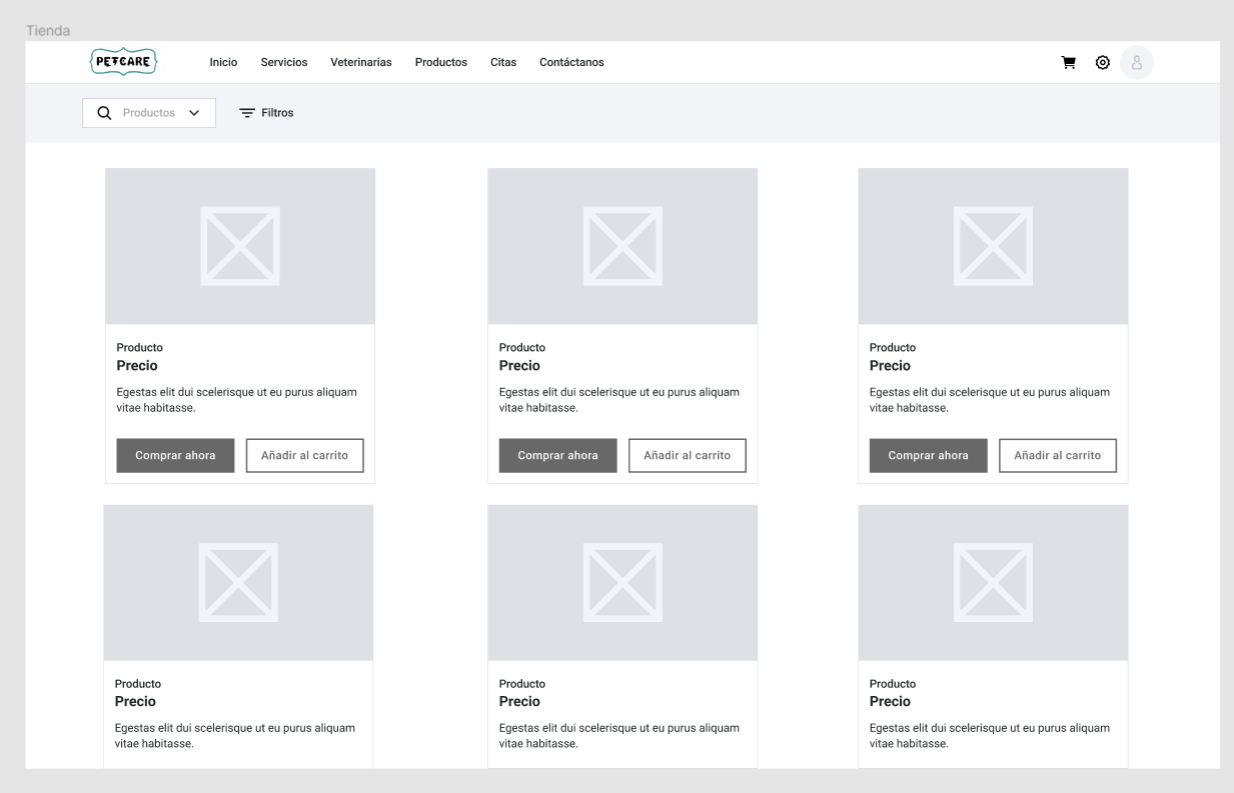 Tienda
PETCARE
Inicio Servicios Veterinarias Productos Citas Contáctanos
Productos Filtros
Producto
Precio
Egestas elit dui scelerisque ut eu purus aliquam
vitae habitasse.
Comprar ahora Añadir al carrito
Producto
Precio
Egestas elit dui scelerisque ut eu purus aliquam
vitae habitasse.
Comprar ahora Añadir al carrito
Producto
Precio
Egestas elit dui scelerisque ut eu purus aliquam
vitae habitasse.
Comprar ahora Añadir al carrito
Producto
Precio
Egestas elit dui scelerisque ut eu purus aliquam
vitae habitasse.
Producto
Precio
Egestas elit dui scelerisque ut eu purus aliquam
vitae habitasse.
Producto
Precio
Egestas elit dui scelerisque ut eu purus aliquam
vitae habitasse.